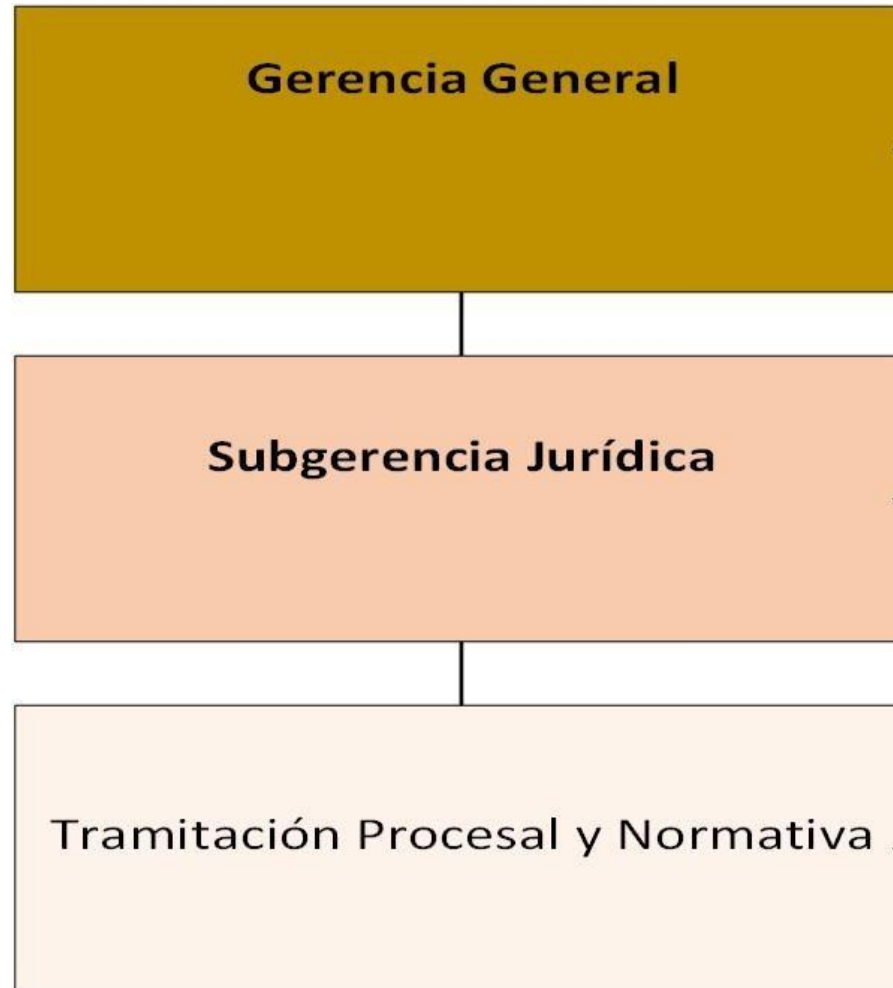 Gerencia General
Subgerencia Jurídica
Tramitación Procesal y Normativa